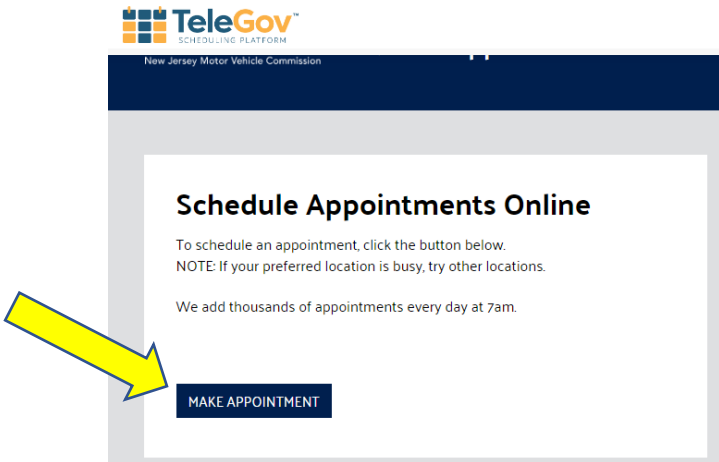 TeleGov™
SCHEDULING PLATFORM
New Jersey Motor Vehicle Commission
Schedule Appointments Online
To schedule an appointment, click the button below.
NOTE: If your preferred location is busy, try other locations.
We add thousands of appointments every day at 7am.
MAKE APPOINTMENT